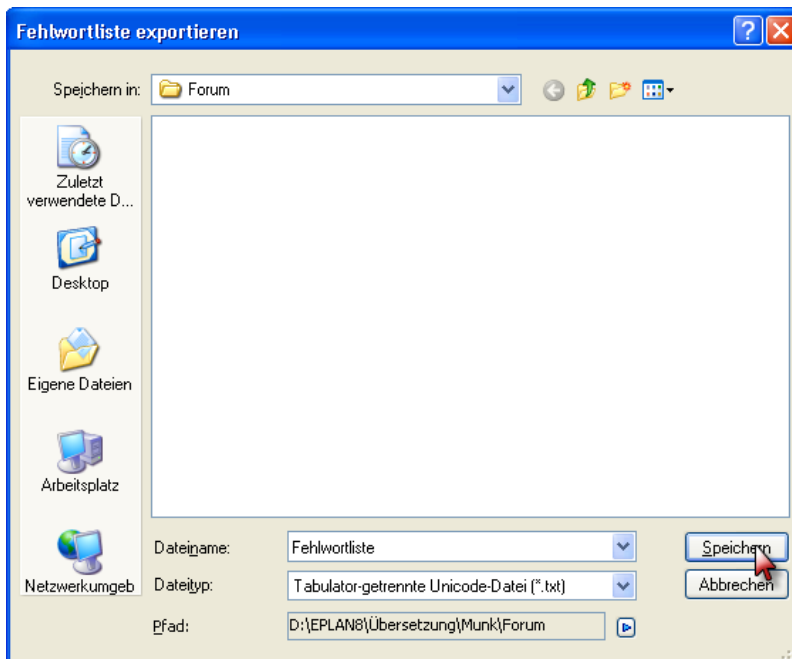 Fehlwortliste exportieren
Speichern in: Forum
Zuletzt
verwendete D...
Desktop
Eigene Dateien
Arbeitsplatz
Netzwerkumgeb
Dateiname: Fehlwortliste Speichern
Dateityp: Tabulator-getrennte Unicode-Datei (*.txt) Abbrechen
Pfad: D:\EPLAN8\Übersetzung\Munk\Forum